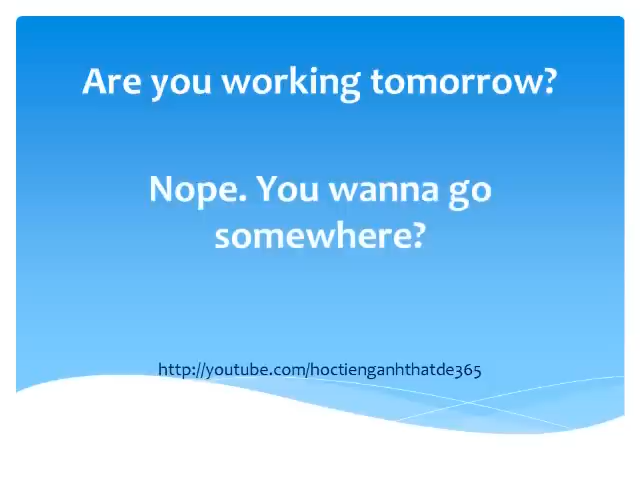 Are you working tomorrow?
Nope. You wanna go
somewhere?
http://youtube.com/hoctienganhthatde365